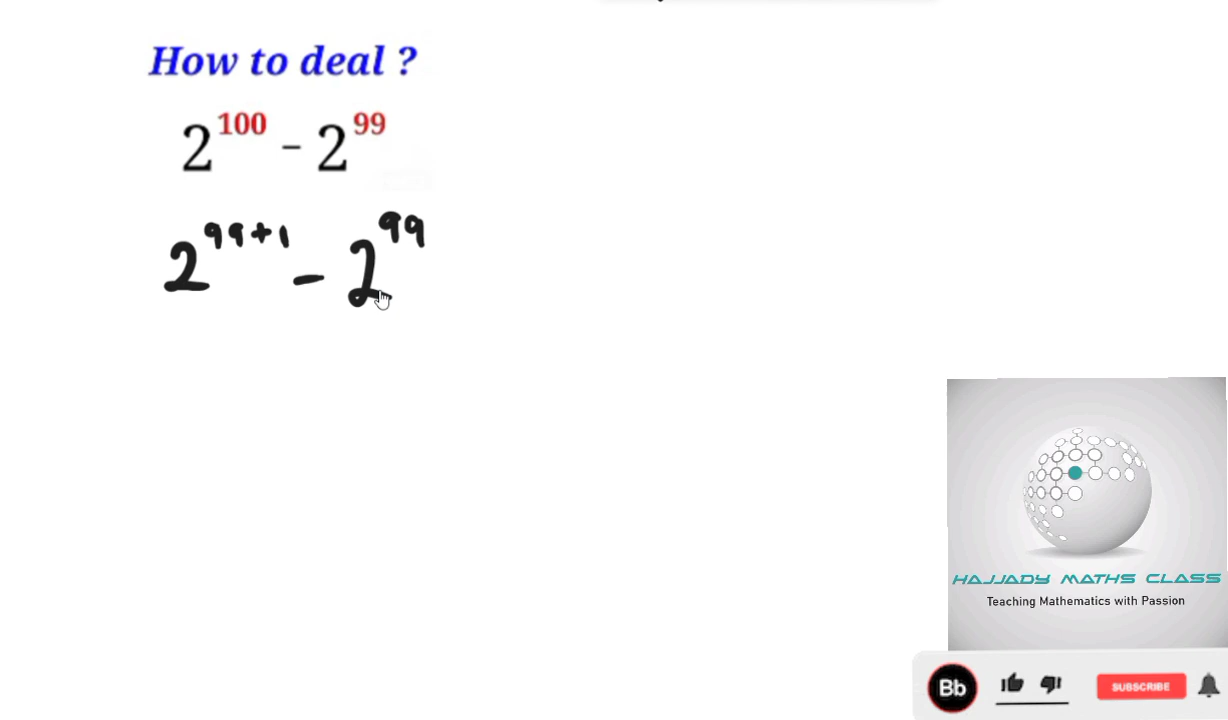 How to deal ?
2^100 - 2^99
2^99+1 - 2^99
HAJJADY MATHS CLASS
Teaching Mathematics with Passion
Bb
SUBSCRIBE